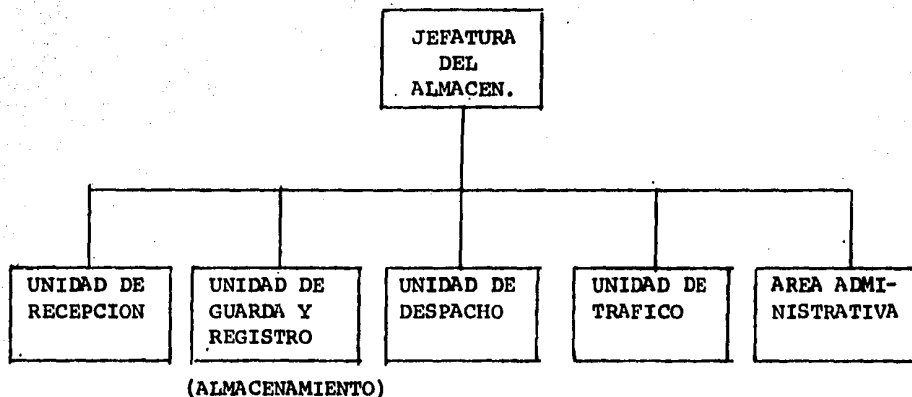 JEFATURA
DEL
ALMACEN.
UNIDAD DE
RECEPCION
UNIDAD DE
GUARDA Y
REGISTRO
(ALMACENAMIENTO)
UNIDAD DE
DESPACHO
UNIDAD DE
TRAFICO
AREA ADMI-
NISTRATIVA